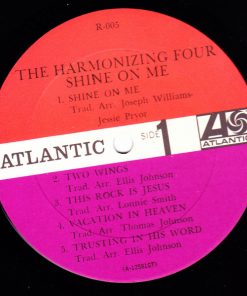 R-005
THE HARMONIZING FOUR
SHINE ON ME
1. SHINE ON ME
Trad. Arr. Joseph Williams-
Jessie Pryor
ATLANTIC SIDE 1 ATLANTIC
2. TWO WINGS
Trad. Arr. Ellis Johnson
3. THIS ROCK IS JESUS
Trad. Arr. Lonnie Smith
4. VACATION IN HEAVEN
Trad. Arr. Thomas Johnson
5. TRUSTING IN HIS WORD
Trad. Arr. Ellis Johnson